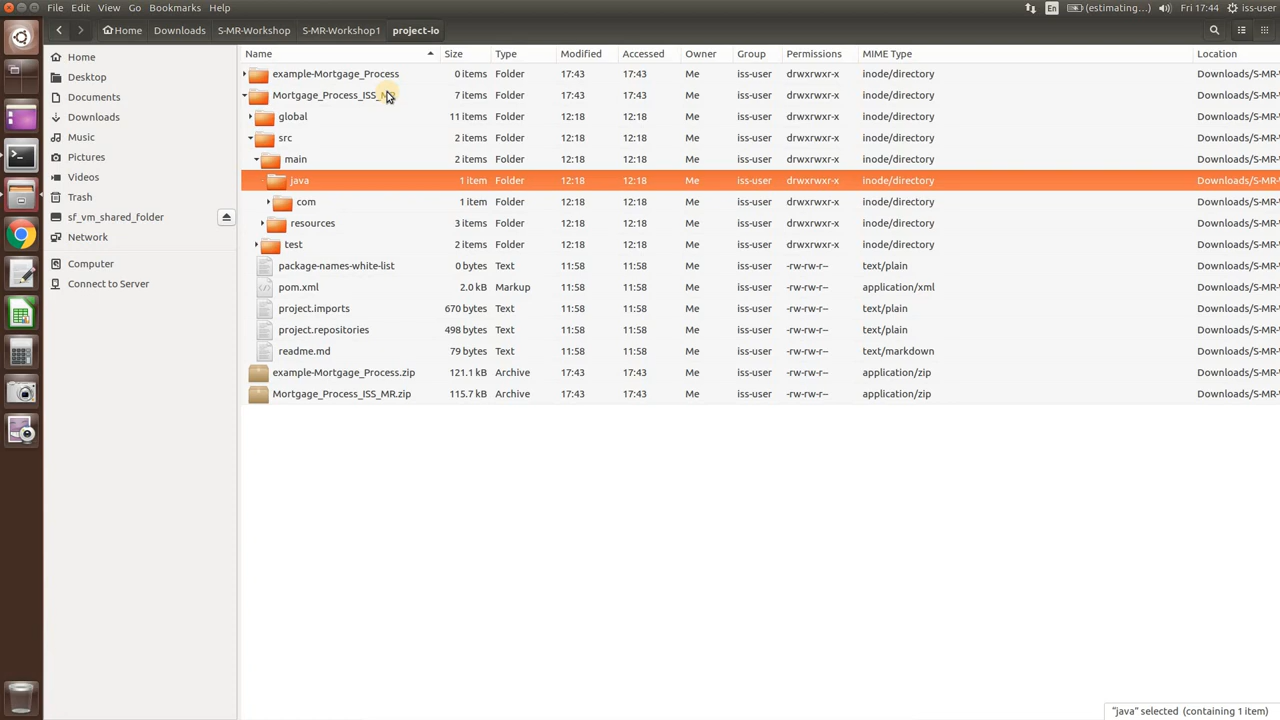 File Edit View Go Bookmarks Help En (estimating...) Fri 17:44 iss-user
Home Downloads S-MR-Workshop S-MR-Workshop1 project-io
Home
Desktop
Documents
Downloads
Music
Pictures
Videos
Trash
sf_vm_shared_folder
Network
Computer
Connect to Server
Name Size Type Modified Accessed Owner Group Permissions MIME Type Location
example-Mortgage_Process 0 items Folder 17:43 17:43 Me iss-user drwxrwxr-x inode/directory Downloads/S-MR-W
Mortgage_Process_ISS_MR 7 items Folder 17:43 17:43 Me iss-user drwxrwxr-x inode/directory Downloads/S-MR-W
global 11 items Folder 12:18 12:18 Me iss-user drwxrwxr-x inode/directory Downloads/S-MR-W
src 2 items Folder 12:18 12:18 Me iss-user drwxrwxr-x inode/directory Downloads/S-MR-W
main 2 items Folder 12:18 12:18 Me iss-user drwxrwxr-x inode/directory Downloads/S-MR-W
java 1 item Folder 12:18 12:18 Me iss-user drwxrwxr-x inode/directory Downloads/S-MR-W
com 1 item Folder 12:18 12:18 Me iss-user drwxrwxr-x inode/directory Downloads/S-MR-W
resources 3 items Folder 12:18 12:18 Me iss-user drwxrwxr-x inode/directory Downloads/S-MR-W
test 2 items Folder 12:18 12:18 Me iss-user drwxrwxr-x inode/directory Downloads/S-MR-W
package-names-white-list 0 bytes Text 11:58 11:58 Me iss-user -rw-rw-r-- text/plain Downloads/S-MR-W
pom.xml 2.0 kB Markup 11:58 11:58 Me iss-user -rw-rw-r-- application/xml Downloads/S-MR-W
project.imports 670 bytes Text 11:58 11:58 Me iss-user -rw-rw-r-- text/plain Downloads/S-MR-W
project.repositories 498 bytes Text 11:58 11:58 Me iss-user -rw-rw-r-- text/plain Downloads/S-MR-W
readme.md 79 bytes Text 11:58 11:58 Me iss-user -rw-rw-r-- text/markdown Downloads/S-MR-W
example-Mortgage_Process.zip 121.1 kB Archive 17:43 17:43 Me iss-user -rw-rw-r-- application/zip Downloads/S-MR-W
Mortgage_Process_ISS_MR.zip 115.7 kB Archive 17:43 17:43 Me iss-user -rw-rw-r-- application/zip Downloads/S-MR-W
"java" selected (containing 1 item)